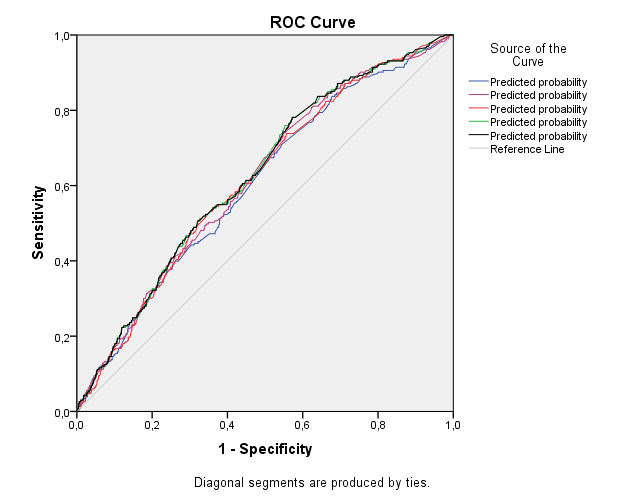 ROC Curve
Source of the
Curve
Predicted probability
Predicted probability
Predicted probability
Predicted probability
Predicted probability
Reference Line
Sensitivity
1,0
0,8
0,6
0,4
0,2
0,0
0,0 0,2 0,4 0,6 0,8 1,0
1 - Specificity
Diagonal segments are produced by ties.